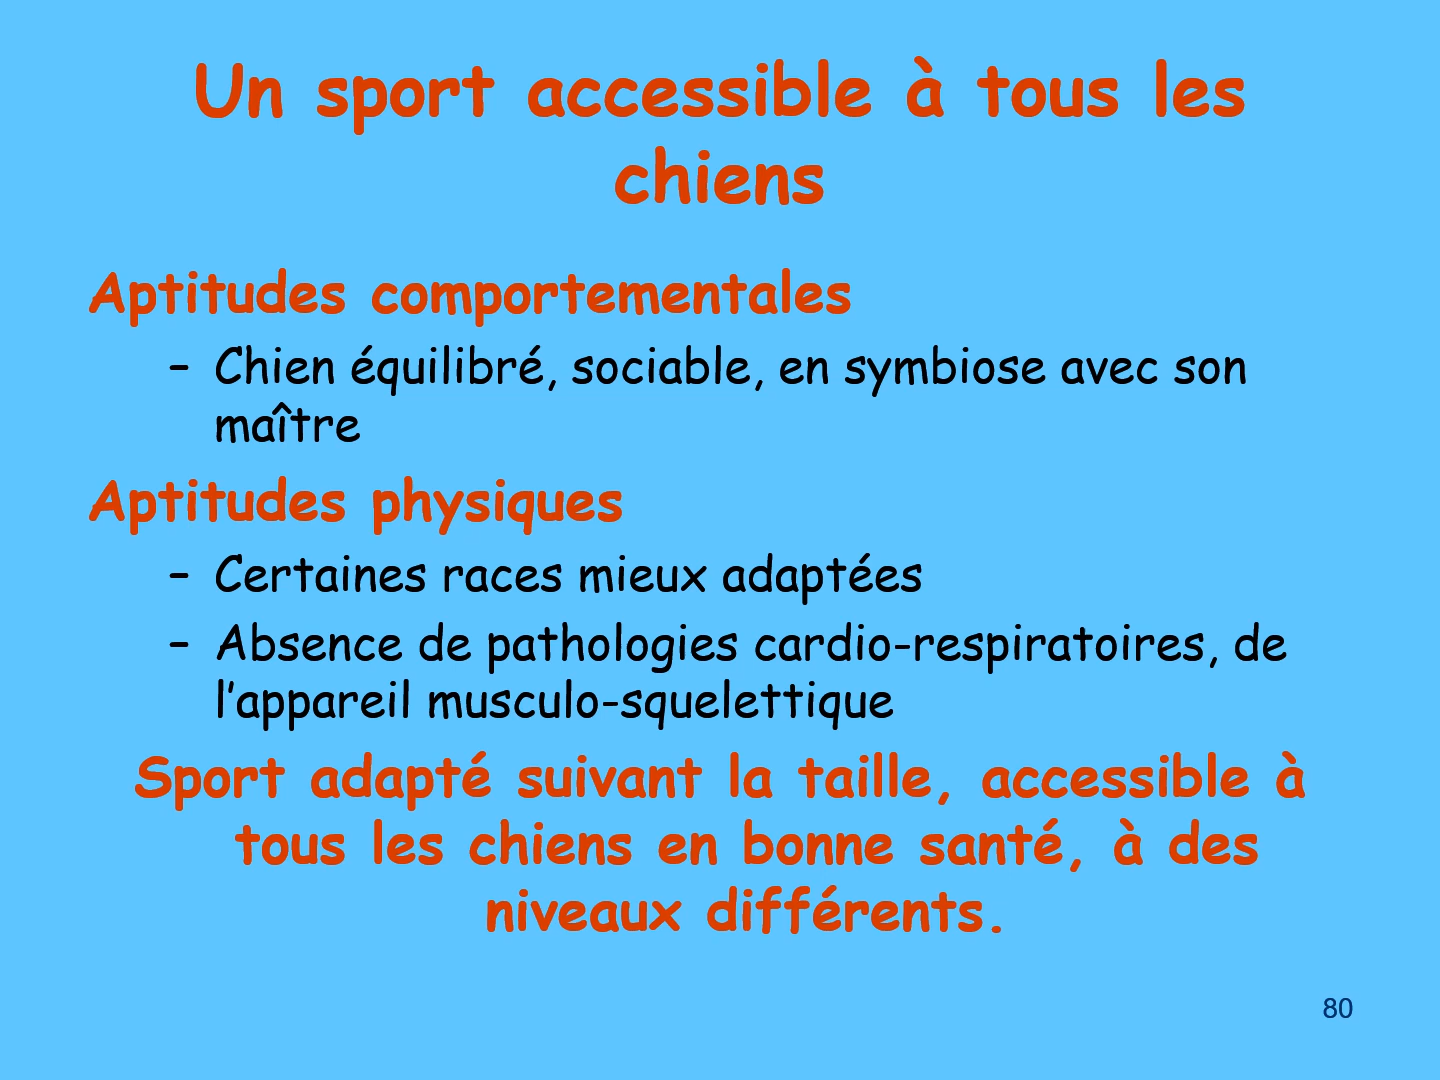 Un sport accessible à tous les
chiens
Aptitudes comportementales
– Chien équilibré, sociable, en symbiose avec son
maître
Aptitudes physiques
– Certaines races mieux adaptées
– Absence de pathologies cardio-respiratoires, de
l’appareil musculo-squelettique
Sport adapté suivant la taille, accessible à
tous les chiens en bonne santé, à des
niveaux différents.
80